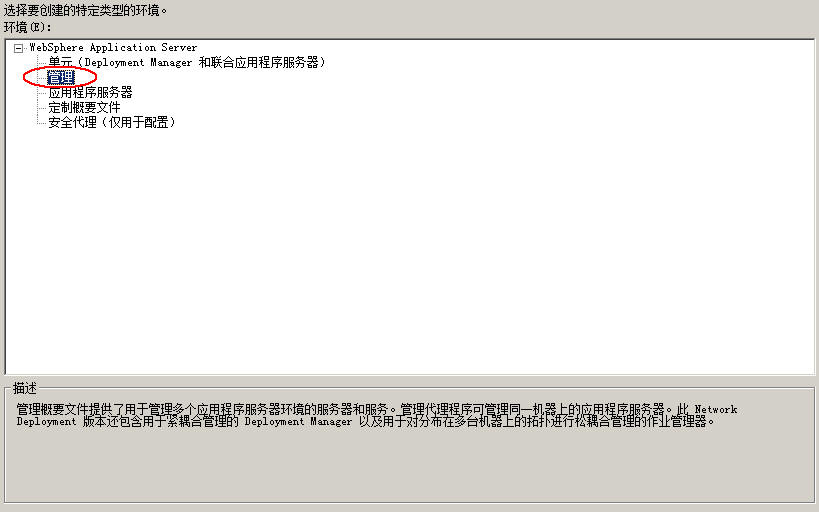 选择要创建的特定类型的环境。
环境(E):
WebSphere Application Server
单元（Deployment Manager 和联合应用程序服务器）
管理
应用程序服务器
定制概要文件
安全代理（仅用于配置）
描述
管理概要文件提供了用于管理多个应用程序服务器环境的服务器和服务。管理代理程序可管理同一机器上的应用程序服务器。此 Network
Deployment 版本还包含用于紧耦合管理的 Deployment Manager 以及用于对分布在多台机器上的拓扑进行松耦合管理的作业管理器。